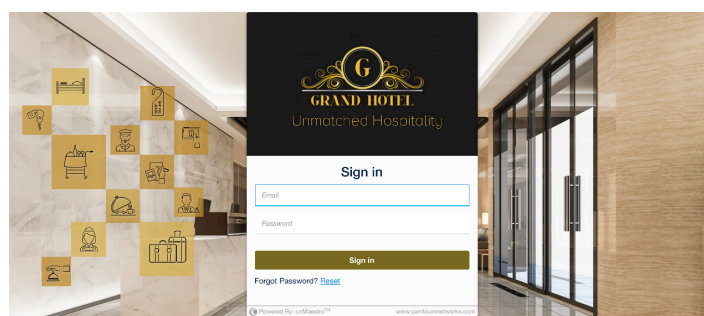 G
GRAND HOTEL
Unmatched Hospitality
Sign in
Email
Password
Sign in
Forgot Password? Reset
Powered By: cnMaestro™
www.cambiumnetworks.com